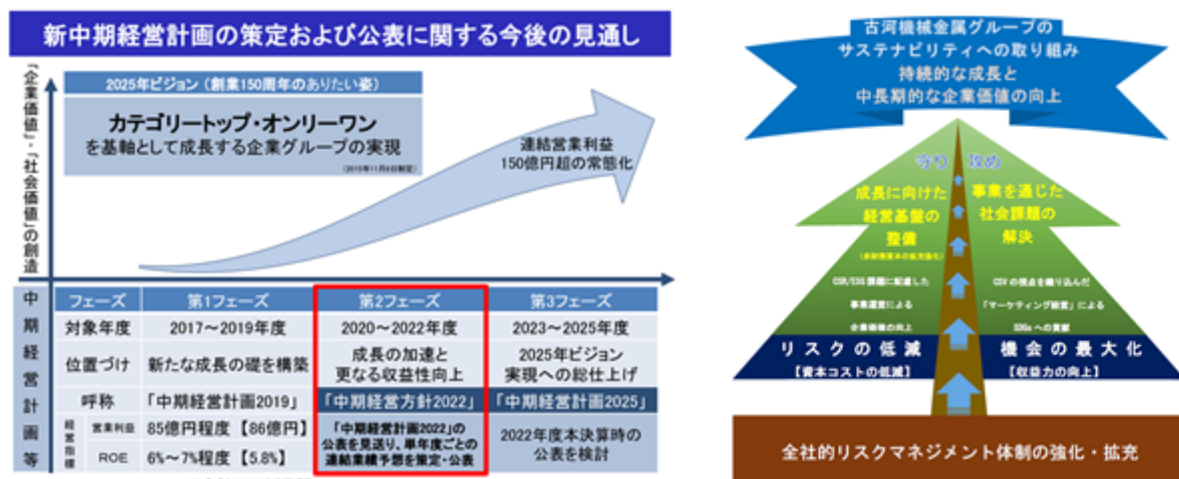 新中期経営計画の策定および公表に関する今後の見通し
「企業価値」・「社会価値」の創造
2025年ビジョン（創業150周年のありたい姿）
カテゴリートップ・オンリーワン
を基軸として成長する企業グループの実現
(2015年11月6日制定)
連結営業利益
150億円超の常態化
中期経営計画等
フェーズ 第1フェーズ 第2フェーズ 第3フェーズ
対象年度 2017～2019年度 2020～2022年度 2023～2025年度
位置づけ 新たな成長の礎を構築 成長の加速と 更なる収益性向上 2025年ビジョン 実現への総仕上げ
呼称 「中期経営計画2019」 「中期経営方針2022」 「中期経営計画2025」
経営指標
営業利益 85億円程度【86億円】
ROE 6%～7%程度【5.8%】
「中期経営計画2022」の
公表を見送り、単年度ごとの
連結業績予想を策定・公表
2022年度本決算時の
公表を検討
古河機械金属グループの
サステナビリティへの取り組み
持続的な成長と
中長期的な企業価値の向上
守り 攻め
成長に向けた
経営基盤の
整備
(非財務資本の拡充強化)
事業を通じた
社会課題の
解決
CSR/ESG課題に配慮した
事業運営による
企業価値の向上
CSVの視点を織り込んだ
「マーケティング経営」による
SDGsへの貢献
リスクの低減
【資本コストの低減】
機会の最大化
【収益力の向上】
全社的リスクマネジメント体制の強化・拡充